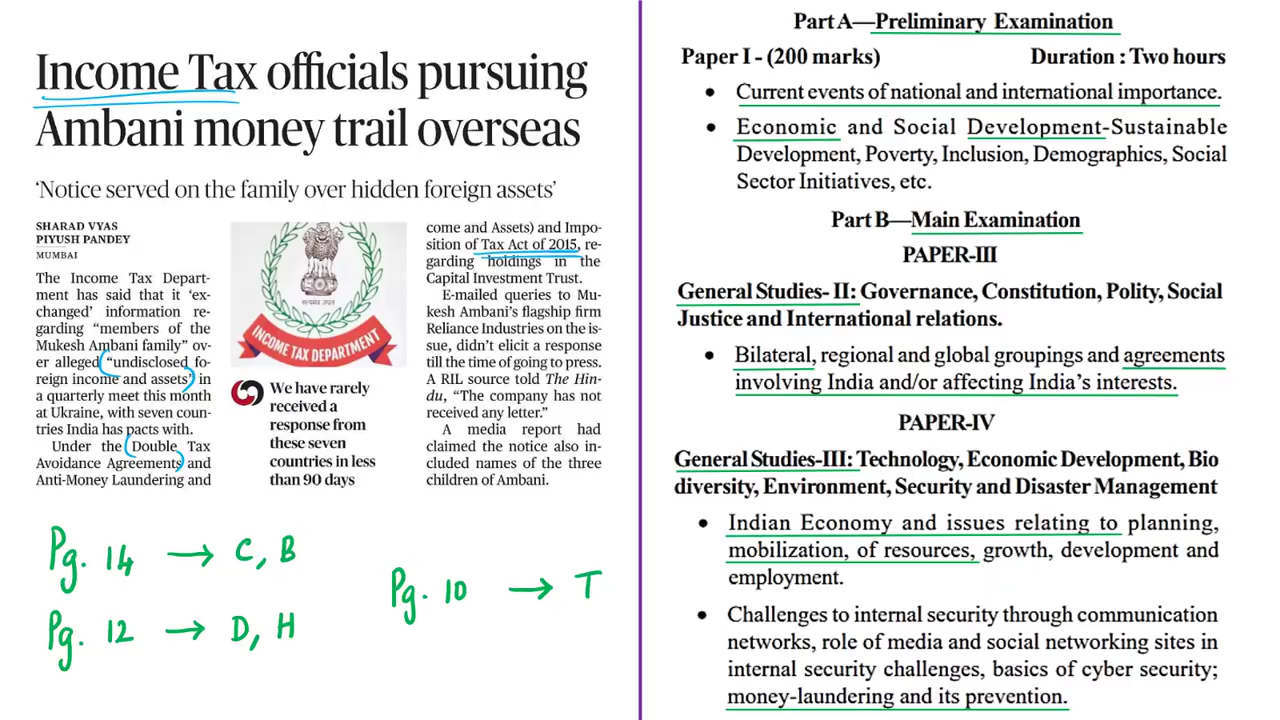 Income Tax officials pursuing
Ambani money trail overseas
‘Notice served on the family over hidden foreign assets’
SHARAD VYAS
PIYUSH PANDEY
MUMBAI
The Income Tax Depart-
ment has said that it ‘ex-
changed’ information re-
garding “members of the
Mukesh Ambani family” ov-
er alleged “undisclosed fo-
reign income and assets” in
a quarterly meet this month
at Ukraine, with seven coun-
tries India has pacts with.
Under the Double Tax
Avoidance Agreements and
Anti-Money Laundering and
सत्यमेव जयते
INCOME TAX DEPARTMENT
We have rarely
received a
response from
these seven
countries in less
than 90 days
come and Assets) and Impo-
sition of Tax Act of 2015, re-
garding holdings in the
Capital Investment Trust.
E-mailed queries to Mu-
kesh Ambani’s flagship firm
Reliance Industries on the is-
sue, didn’t elicit a response
till the time of going to press.
A RIL source told The Hin-
du, “The company has not
received any letter.”
A media report had
claimed the notice also in-
cluded names of the three
children of Ambani.
Pg. 14 → C, B
Pg. 12 → D, H
Pg. 10 → T
Part A—Preliminary Examination
Paper I - (200 marks) Duration : Two hours
• Current events of national and international importance.
• Economic and Social Development-Sustainable
Development, Poverty, Inclusion, Demographics, Social
Sector Initiatives, etc.
Part B—Main Examination
PAPER-III
General Studies- II: Governance, Constitution, Polity, Social
Justice and International relations.
• Bilateral, regional and global groupings and agreements
involving India and/or affecting India’s interests.
PAPER-IV
General Studies-III: Technology, Economic Development, Bio
diversity, Environment, Security and Disaster Management
• Indian Economy and issues relating to planning,
mobilization, of resources, growth, development and
employment.
• Challenges to internal security through communication
networks, role of media and social networking sites in
internal security challenges, basics of cyber security;
money-laundering and its prevention.